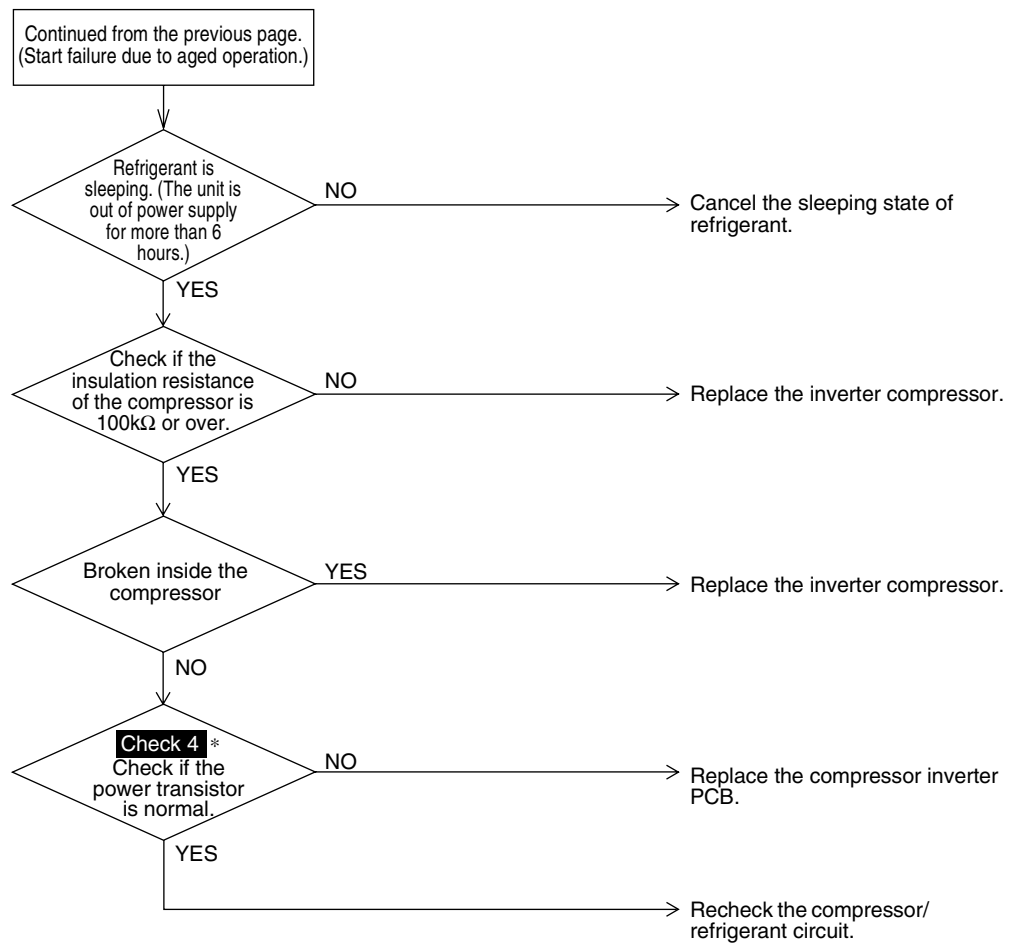 Continued from the previous page.
(Start failure due to aged operation.)
Refrigerant is
sleeping. (The unit is
out of power supply
for more than 6
hours.)
NO
Cancel the sleeping state of
refrigerant.
YES
Check if the
insulation resistance
of the compressor is
100kΩ or over.
NO
Replace the inverter compressor.
YES
Broken inside the
compressor
YES
Replace the inverter compressor.
NO
Check 4 *
Check if the
power transistor
is normal.
NO
Replace the compressor inverter
PCB.
YES
Recheck the compressor/
refrigerant circuit.